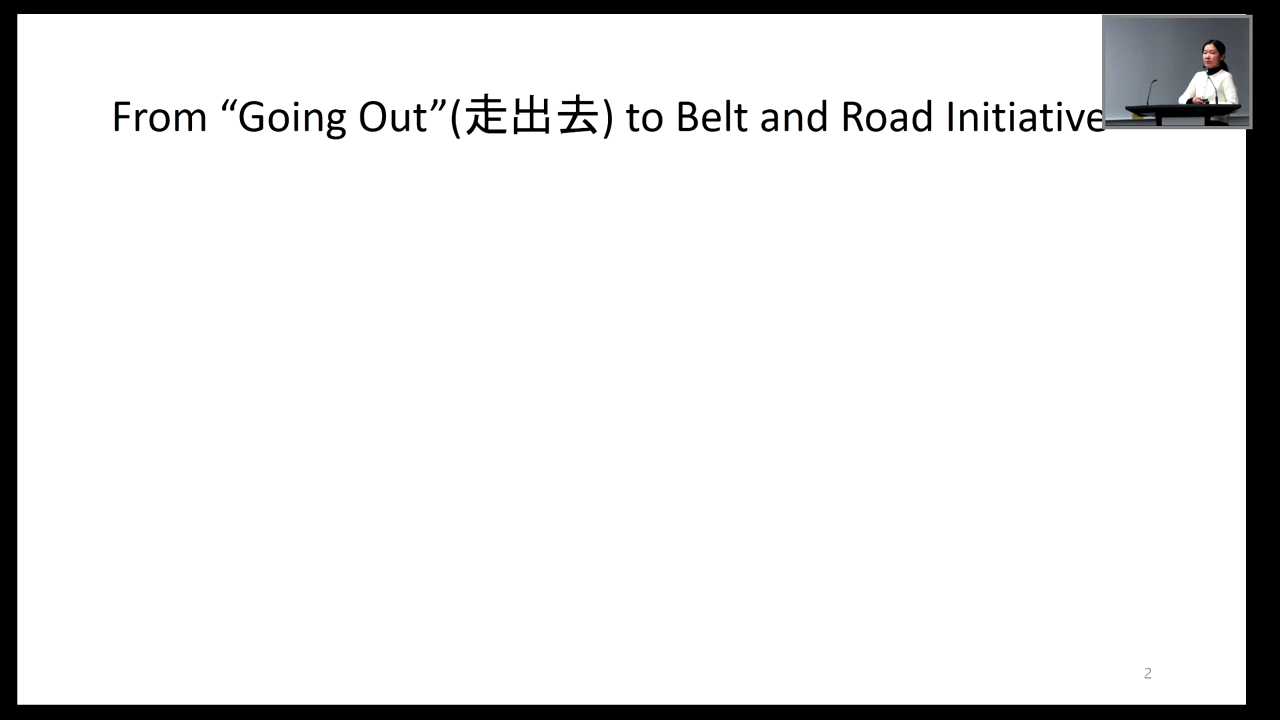 From “Going Out”(走出去) to Belt and Road Initiative
2